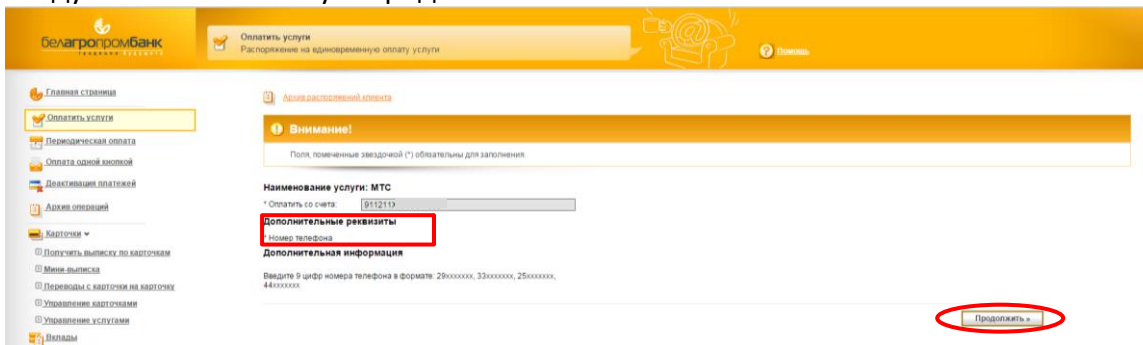 белагропромбанк
Оплатить услуги
Распоряжение на единовременную оплату услуги
Помощь
Главная страница
Оплатить услуги
Периодическая оплата
Оплата одной кнопкой
Деактивация платежей
Архив операций
Карточки
Получить выписку по карточкам
Мини-выписка
Переводы с карточки на карточку
Управление карточками
Управление услугами
Вклады
Архив распоряжений клиента
Внимание!
Поля, помеченные звездочкой (*) обязательны для заполнения.
Наименование услуги: МТС
* Оплатить со счета: 911211
Дополнительные реквизиты
* Номер телефона
Дополнительная информация
Введите 9 цифр номера телефона в формате: 29xxxxxxx, 33xxxxxxx, 25xxxxxxx,
44xxxxxxx
Продолжить »